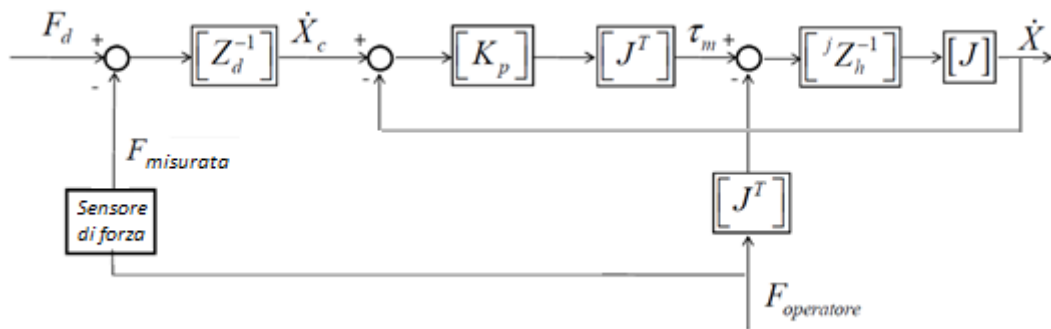 F_d
+
-
[Z_d^{-1}]
Ẋ_c
+
-
[K_p]
[J^T]
τ_m
+
-
[^jZ_h^{-1}]
[J]
Ẋ
F_misurata
Sensore
di forza
[J^T]
F_operatore